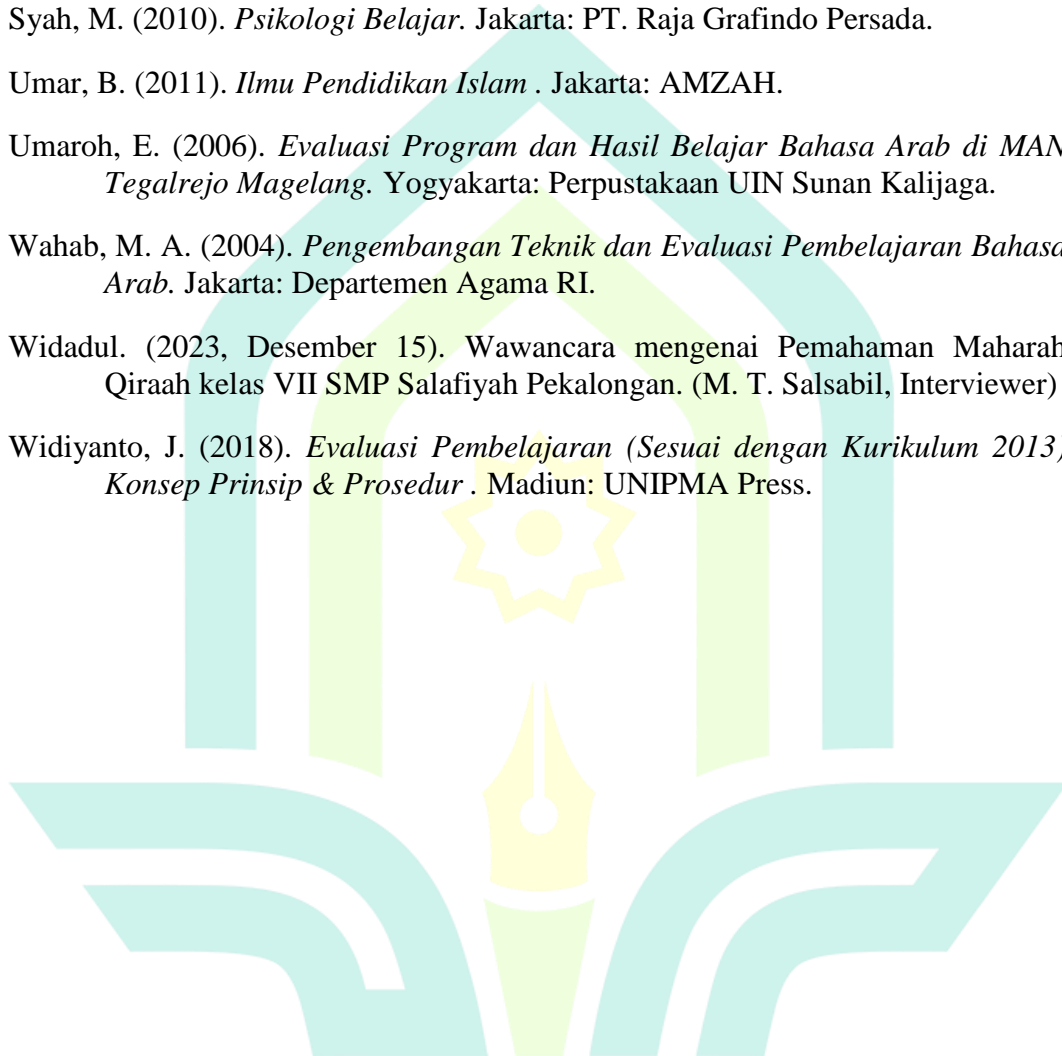 Syah, M. (2010). Psikologi Belajar. Jakarta: PT. Raja Grafindo Persada.
Umar, B. (2011). Ilmu Pendidikan Islam . Jakarta: AMZAH.
Umaroh, E. (2006). Evaluasi Program dan Hasil Belajar Bahasa Arab di MAN
Tegalrejo Magelang. Yogyakarta: Perpustakaan UIN Sunan Kalijaga.
Wahab, M. A. (2004). Pengembangan Teknik dan Evaluasi Pembelajaran Bahasa
Arab. Jakarta: Departemen Agama RI.
Widadul. (2023, Desember 15). Wawancara mengenai Pemahaman Maharah
Qiraah kelas VII SMP Salafiyah Pekalongan. (M. T. Salsabil, Interviewer)
Widiyanto, J. (2018). Evaluasi Pembelajaran (Sesuai dengan Kurikulum 2013)
Konsep Prinsip & Prosedur . Madiun: UNIPMA Press.